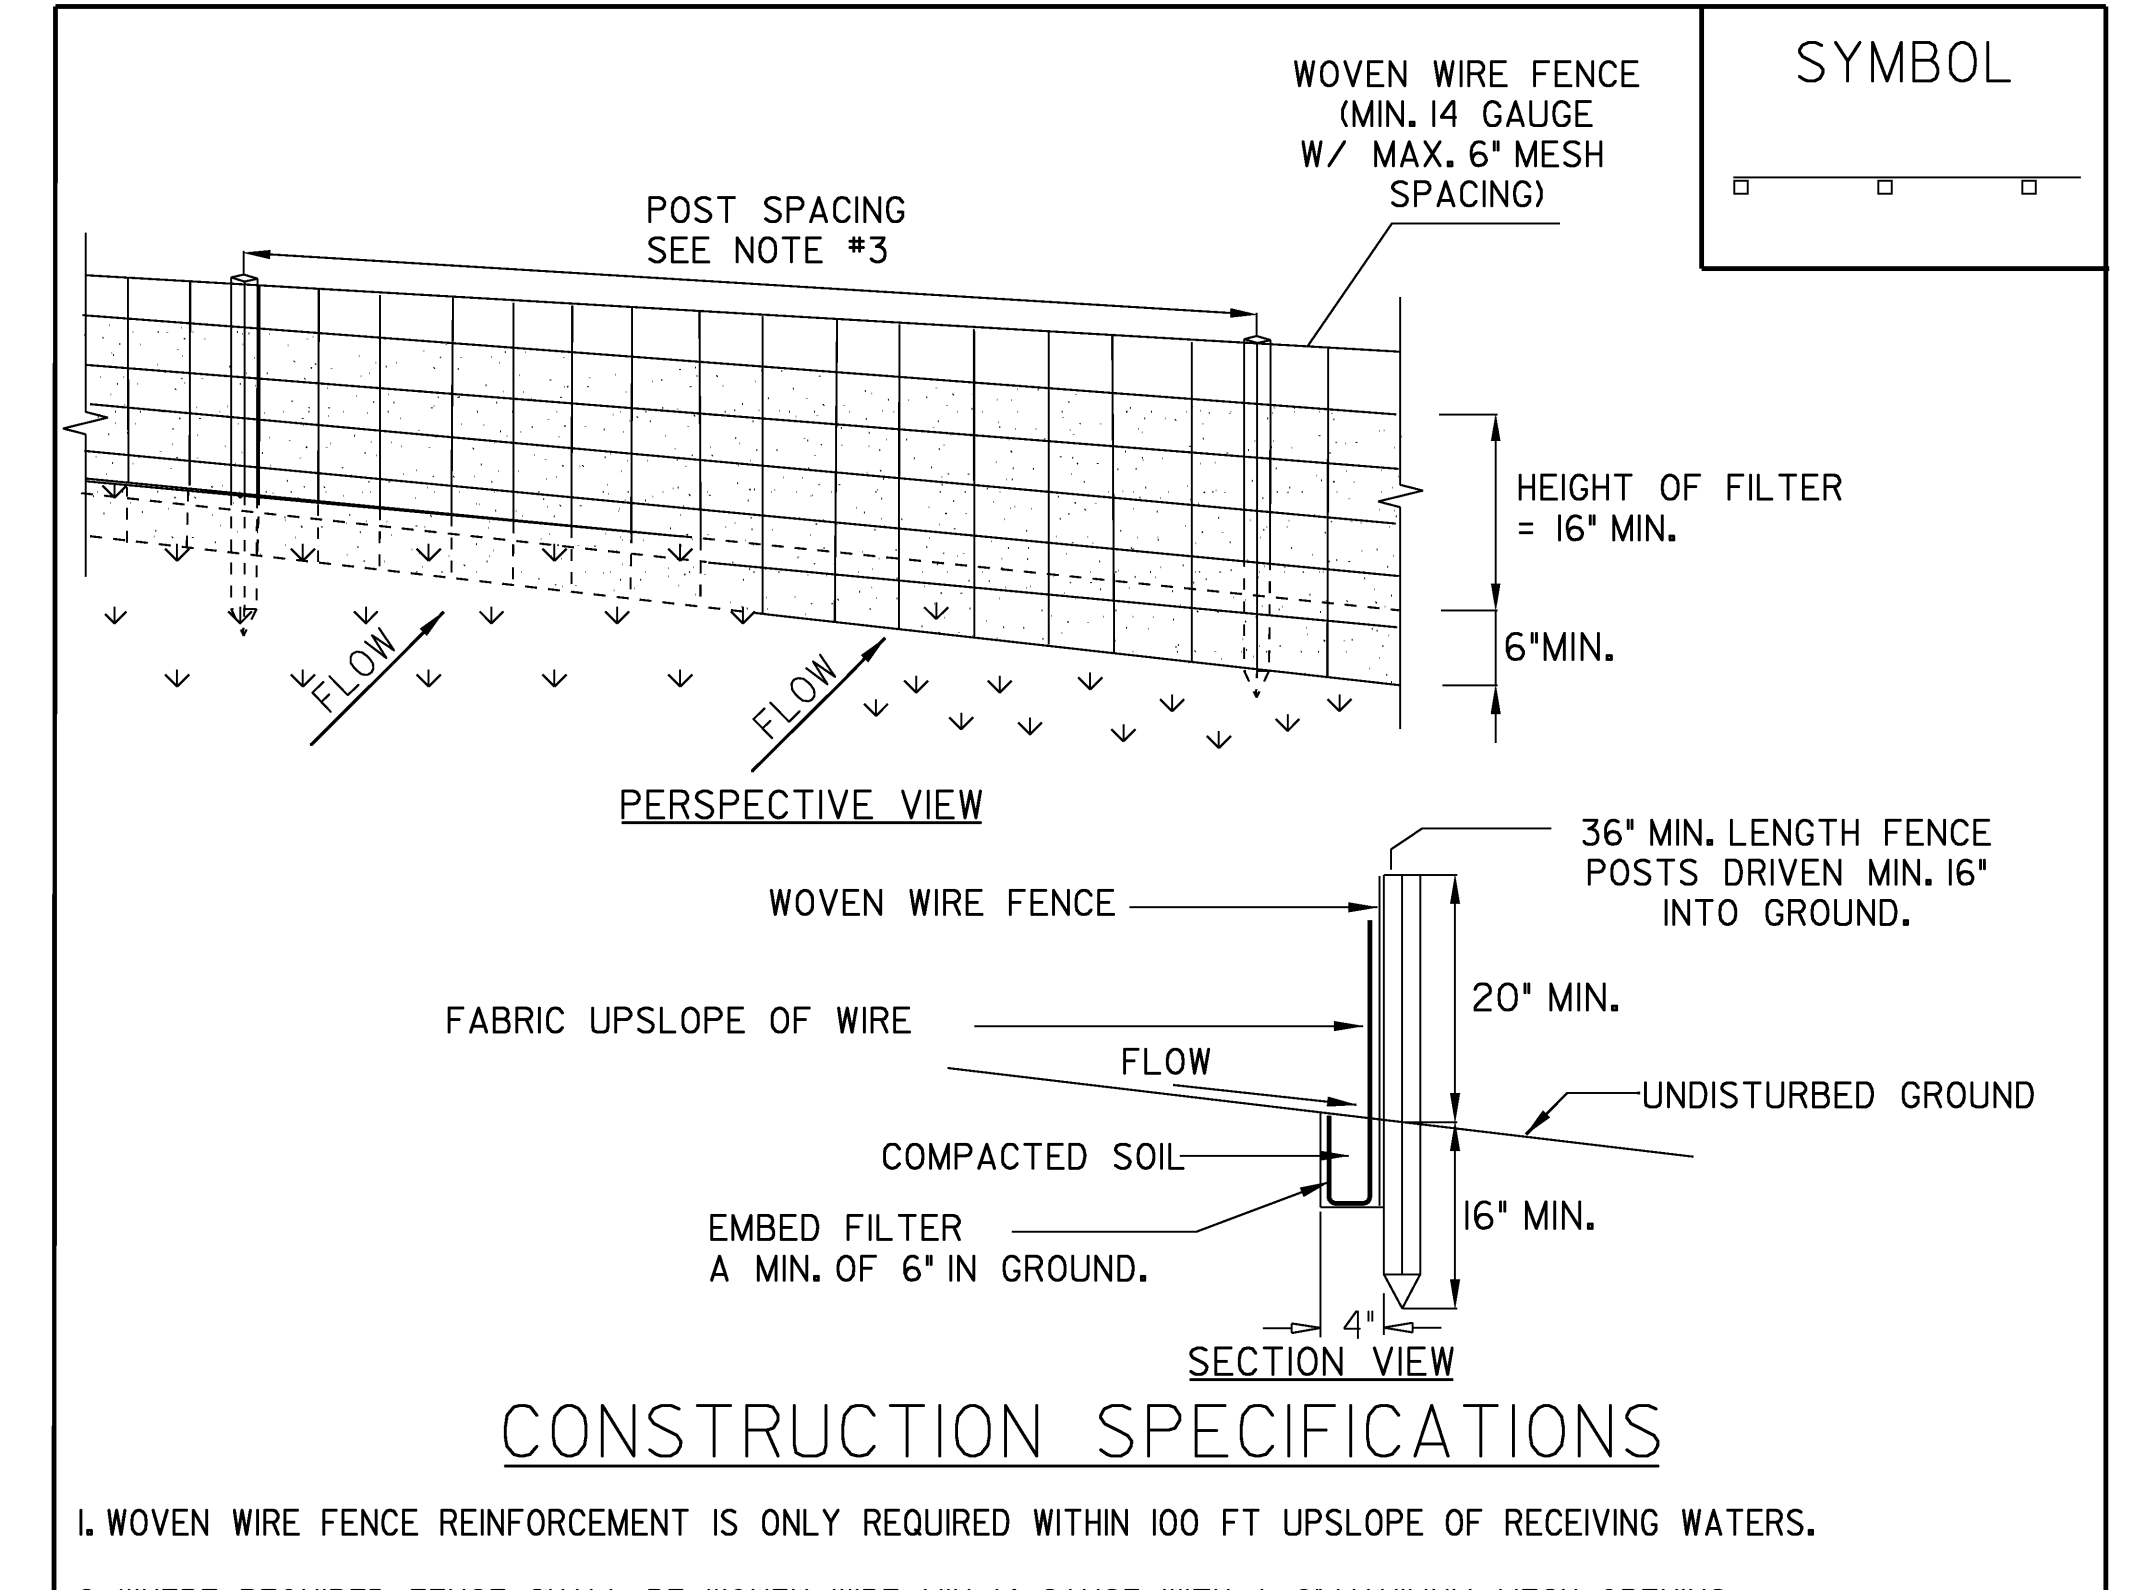 SYMBOL
WOVEN WIRE FENCE
(MIN. 14 GAUGE
W/ MAX. 6" MESH
SPACING)
POST SPACING
SEE NOTE #3
HEIGHT OF FILTER
= 16" MIN.
6"MIN.
FLOW
FLOW
PERSPECTIVE VIEW
36" MIN. LENGTH FENCE
POSTS DRIVEN MIN. 16"
INTO GROUND.
WOVEN WIRE FENCE
20" MIN.
FABRIC UPSLOPE OF WIRE
FLOW
UNDISTURBED GROUND
COMPACTED SOIL
EMBED FILTER
A MIN. OF 6" IN GROUND.
16" MIN.
4"
SECTION VIEW
CONSTRUCTION SPECIFICATIONS
1. WOVEN WIRE FENCE REINFORCEMENT IS ONLY REQUIRED WITHIN 100 FT UPSLOPE OF RECEIVING WATERS.